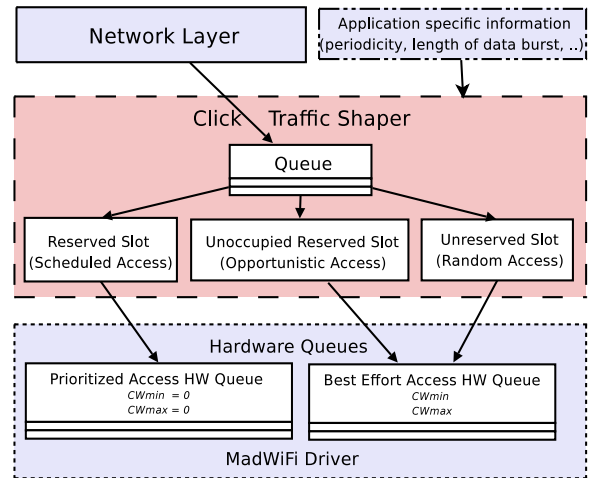 Network Layer
Application specific information
(periodicity, length of data burst, ..)
Click Traffic Shaper
Queue
Reserved Slot
(Scheduled Access)
Unoccupied Reserved Slot
(Opportunistic Access)
Unreserved Slot
(Random Access)
Hardware Queues
Prioritized Access HW Queue
CWmin = 0
CWmax = 0
Best Effort Access HW Queue
CWmin
CWmax
MadWiFi Driver